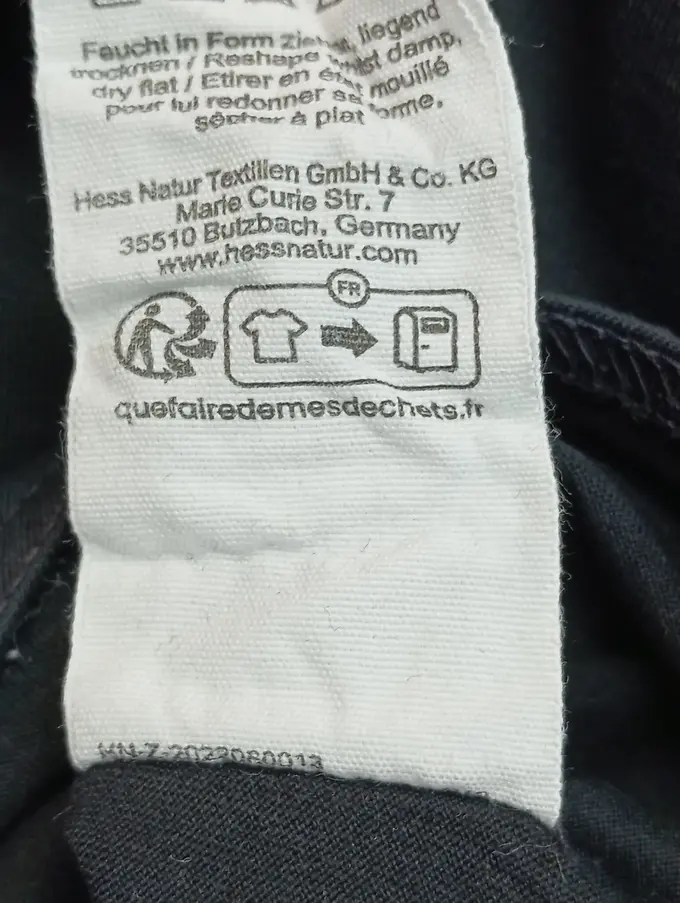 Feucht in Form ziehen, liegend
trocknen / Reshape whilst damp,
dry flat / Etirer en état mouillé
pour lui redonner sa forme,
sécher à plat
Hess Natur Textilien GmbH & Co. KG
Marie Curie Str. 7
35510 Butzbach, Germany
www.hessnatur.com
FR
quefairedemesdechets.fr
KN-Z-2022080013